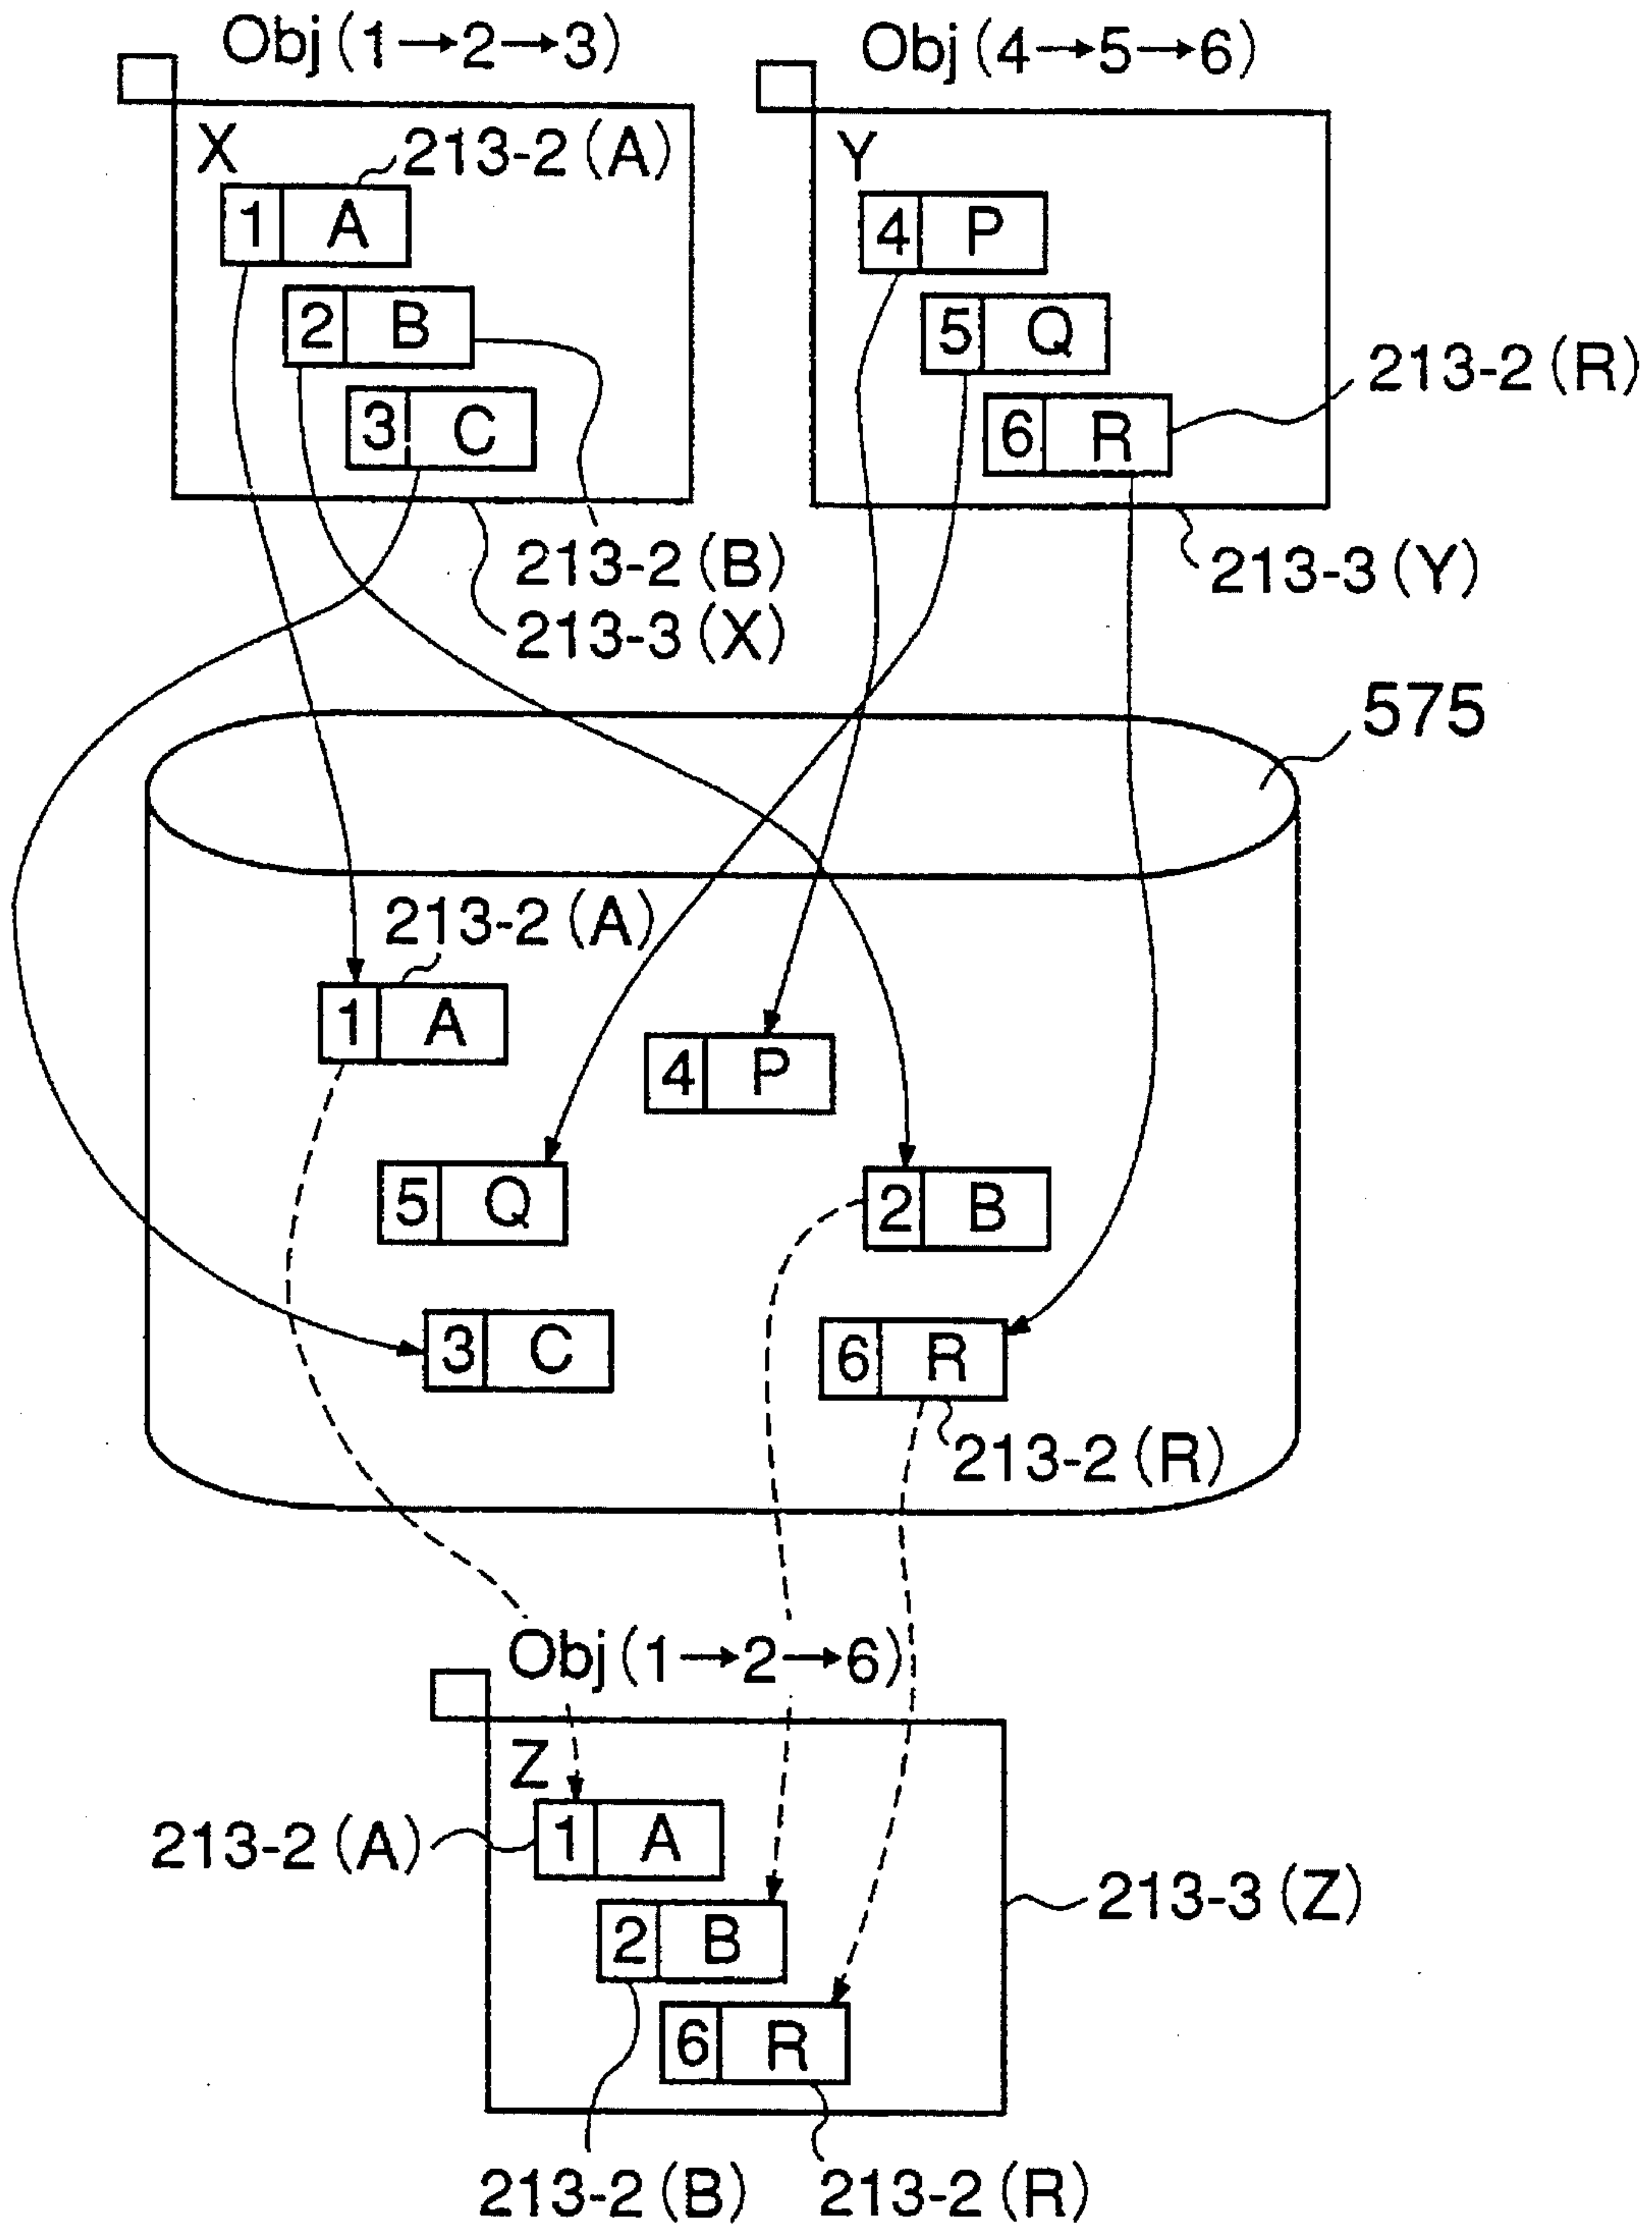 Obj(1→2→3)
Obj(4→5→6)
X
213-2(A)
1 A
2 B
3 C
213-2(B)
213-3(X)
Y
4 P
5 Q
6 R
213-2(R)
213-3(Y)
575
213-2(A)
1 A
4 P
5 Q
2 B
3 C
6 R
213-2(R)
Obj(1→2→6)
Z
1 A
213-2(A)
2 B
213-3(Z)
6 R
213-2(B)
213-2(R)